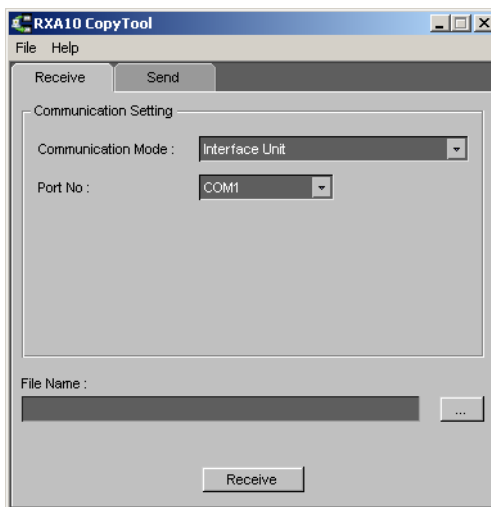 RXA10 CopyTool
File Help
Receive Send
Communication Setting
Communication Mode : Interface Unit
Port No : COM1
File Name :
...
Receive